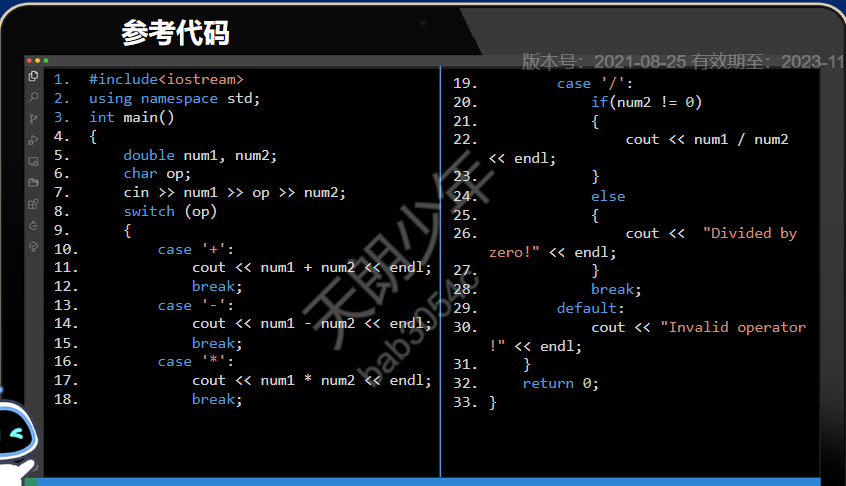 参考代码
版本号：2021-08-25 有效期至：2023-11
1. #include<iostream>
2. using namespace std;
3. int main()
4. {
5.     double num1, num2;
6.     char op;
7.     cin >> num1 >> op >> num2;
8.     switch (op)
9.     {
10.         case '+':
11.             cout << num1 + num2 << endl;
12.             break;
13.         case '-':
14.             cout << num1 - num2 << endl;
15.             break;
16.         case '*':
17.             cout << num1 * num2 << endl;
18.             break;
19.         case '/':
20.             if(num2 != 0)
21.             {
22.                 cout << num1 / num2
<< endl;
23.             }
24.             else
25.             {
26.                 cout <<  "Divided by
zero!" << endl;
27.             }
28.             break;
29.         default:
30.             cout << "Invalid operator
!" << endl;
31.     }
32.     return 0;
33. }
天朗少年